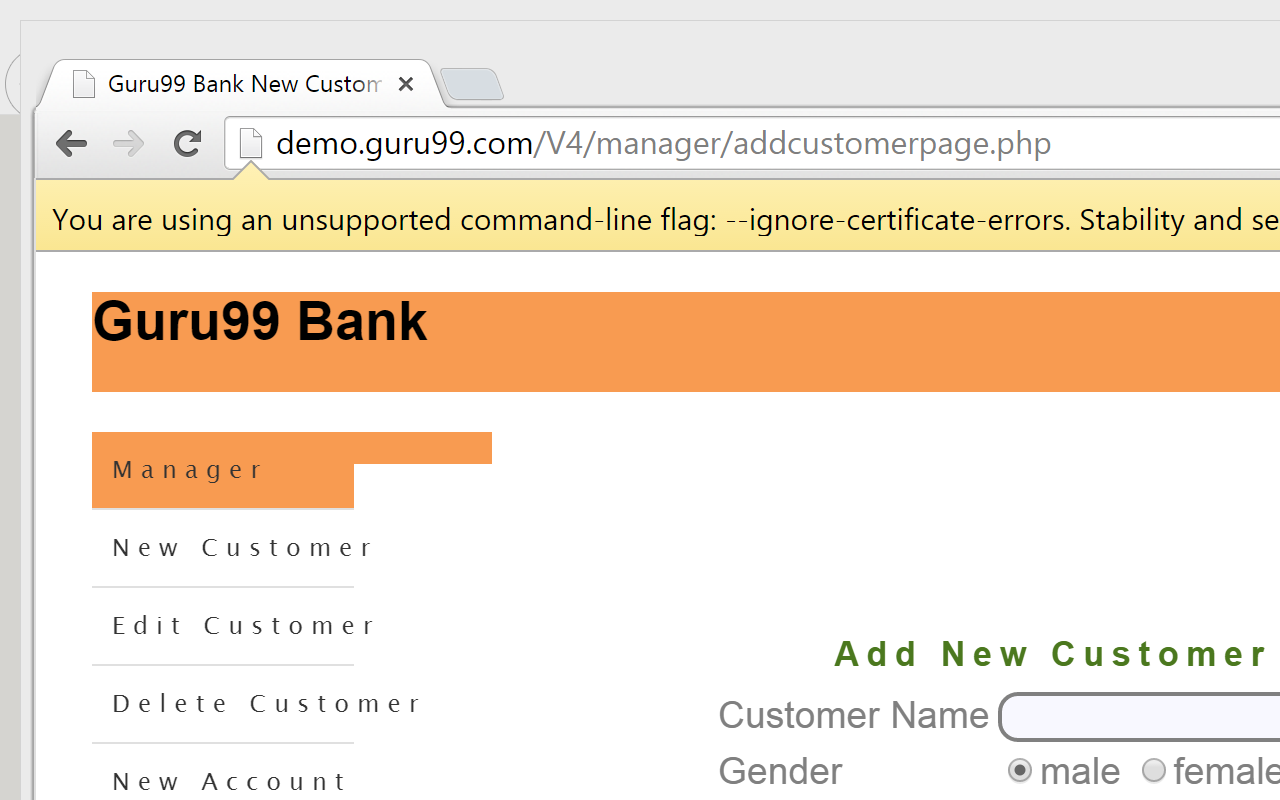 Guru99 Bank New Custom
demo.guru99.com/V4/manager/addcustomerpage.php
You are using an unsupported command-line flag: --ignore-certificate-errors. Stability and se
Guru99 Bank
Manager
New Customer
Edit Customer
Delete Customer
New Account
Add New Customer
Customer Name
Gender male female